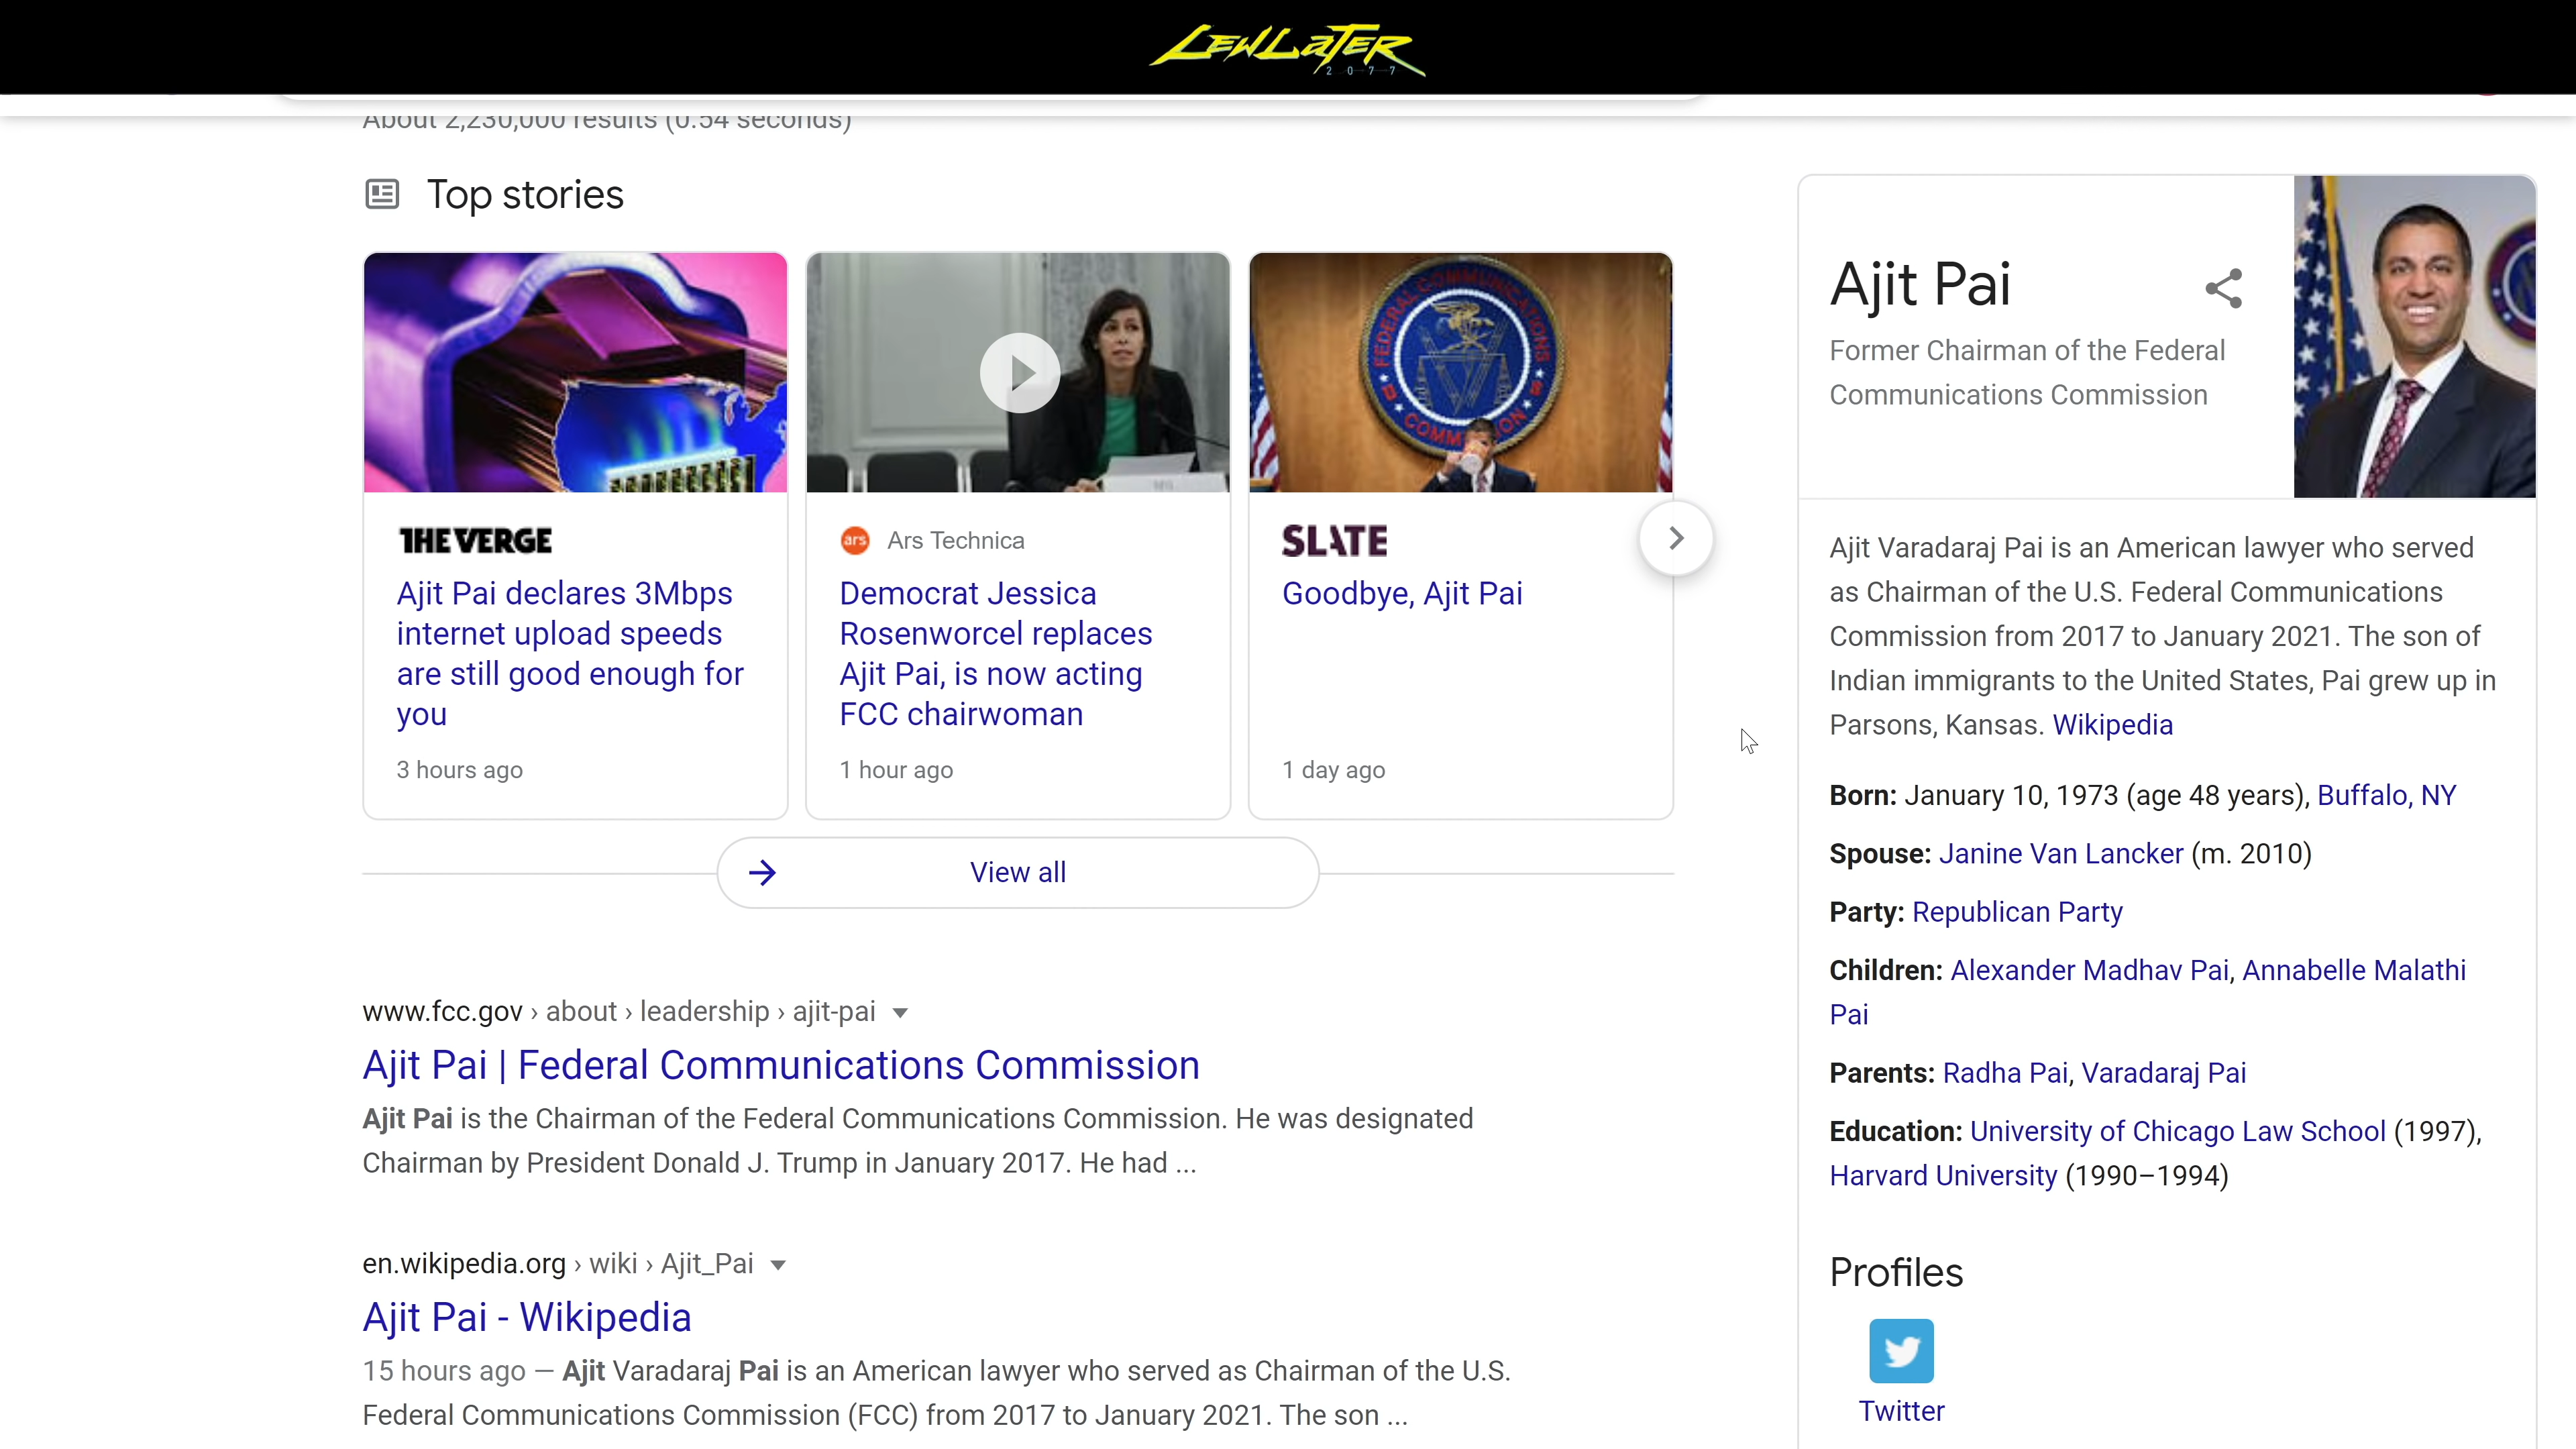 LEWLATER
2077
About 2,230,000 results (0.54 seconds)
Top stories
THE VERGE
Ajit Pai declares 3Mbps
internet upload speeds
are still good enough for
you
3 hours ago
ars Ars Technica
Democrat Jessica
Rosenworcel replaces
Ajit Pai, is now acting
FCC chairwoman
1 hour ago
FEDERAL COMMUNICATIONS COMMISSION
SLATE
Goodbye, Ajit Pai
1 day ago
View all
www.fcc.gov › about › leadership › ajit-pai
Ajit Pai | Federal Communications Commission
Ajit Pai is the Chairman of the Federal Communications Commission. He was designated
Chairman by President Donald J. Trump in January 2017. He had ...
en.wikipedia.org › wiki › Ajit_Pai
Ajit Pai - Wikipedia
15 hours ago — Ajit Varadaraj Pai is an American lawyer who served as Chairman of the U.S.
Federal Communications Commission (FCC) from 2017 to January 2021. The son ...
Ajit Pai
Former Chairman of the Federal
Communications Commission
Ajit Varadaraj Pai is an American lawyer who served
as Chairman of the U.S. Federal Communications
Commission from 2017 to January 2021. The son of
Indian immigrants to the United States, Pai grew up in
Parsons, Kansas. Wikipedia
Born: January 10, 1973 (age 48 years), Buffalo, NY
Spouse: Janine Van Lancker (m. 2010)
Party: Republican Party
Children: Alexander Madhav Pai, Annabelle Malathi
Pai
Parents: Radha Pai, Varadaraj Pai
Education: University of Chicago Law School (1997),
Harvard University (1990–1994)
Profiles
Twitter